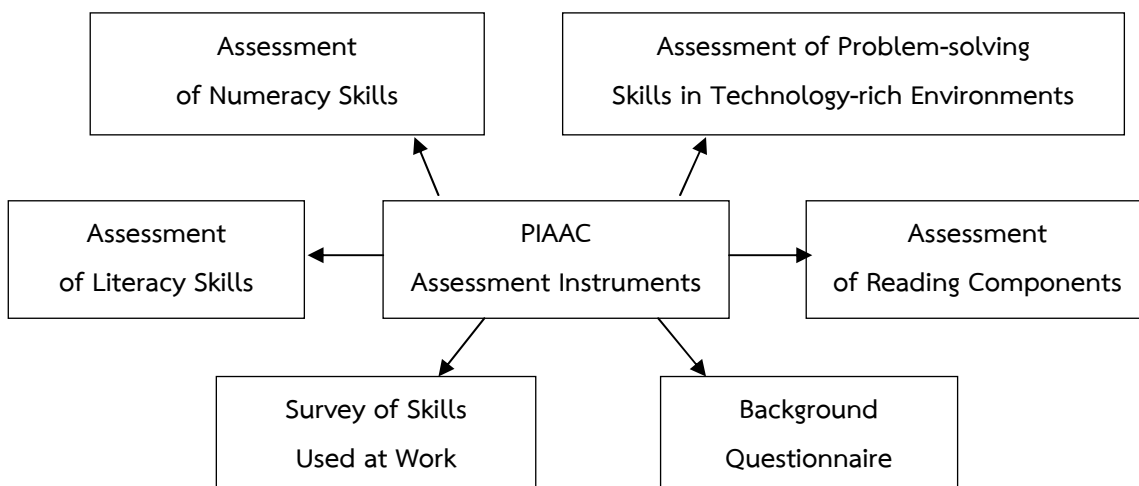 Assessment
of Numeracy Skills
Assessment of Problem-solving
Skills in Technology-rich Environments
Assessment
of Literacy Skills
PIAAC
Assessment Instruments
Assessment
of Reading Components
Survey of Skills
Used at Work
Background
Questionnaire